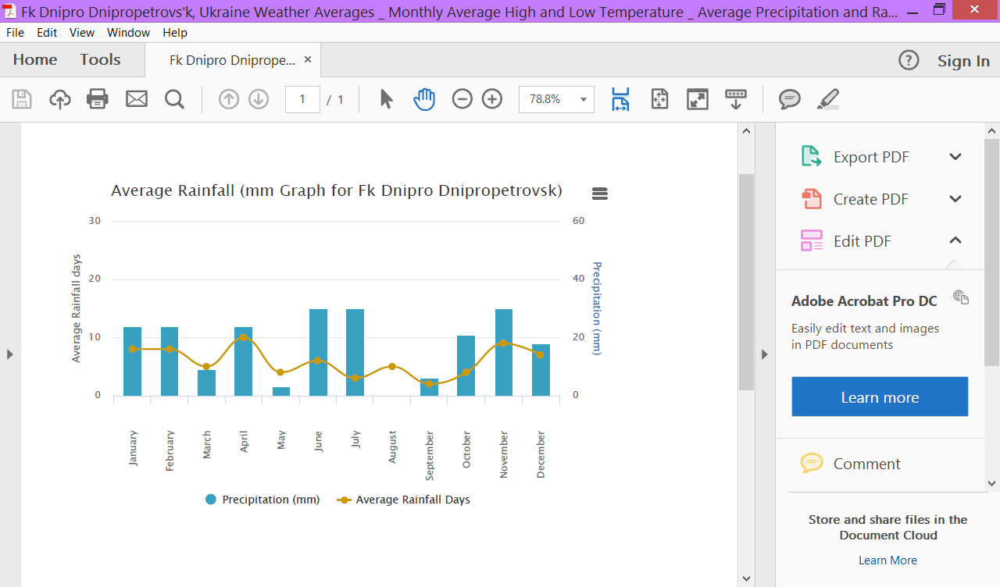 Fk Dnipro Dnipropetrovs'k, Ukraine Weather Averages _ Monthly Average High and Low Temperature _ Average Precipitation and Ra...
File Edit View Window Help
Home Tools Fk Dnipro Dniprope... × ? Sign In
1 / 1 78.8%
Average Rainfall (mm Graph for Fk Dnipro Dnipropetrovsk)
30
20
10
0
Average Rainfall days
60
40
20
0
Precipitation (mm)
January
February
March
April
May
June
July
August
September
October
November
December
Precipitation (mm) Average Rainfall Days
Export PDF
Create PDF
Edit PDF
Adobe Acrobat Pro DC
Easily edit text and images
in PDF documents
Learn more
Comment
Store and share files in the
Document Cloud
Learn More